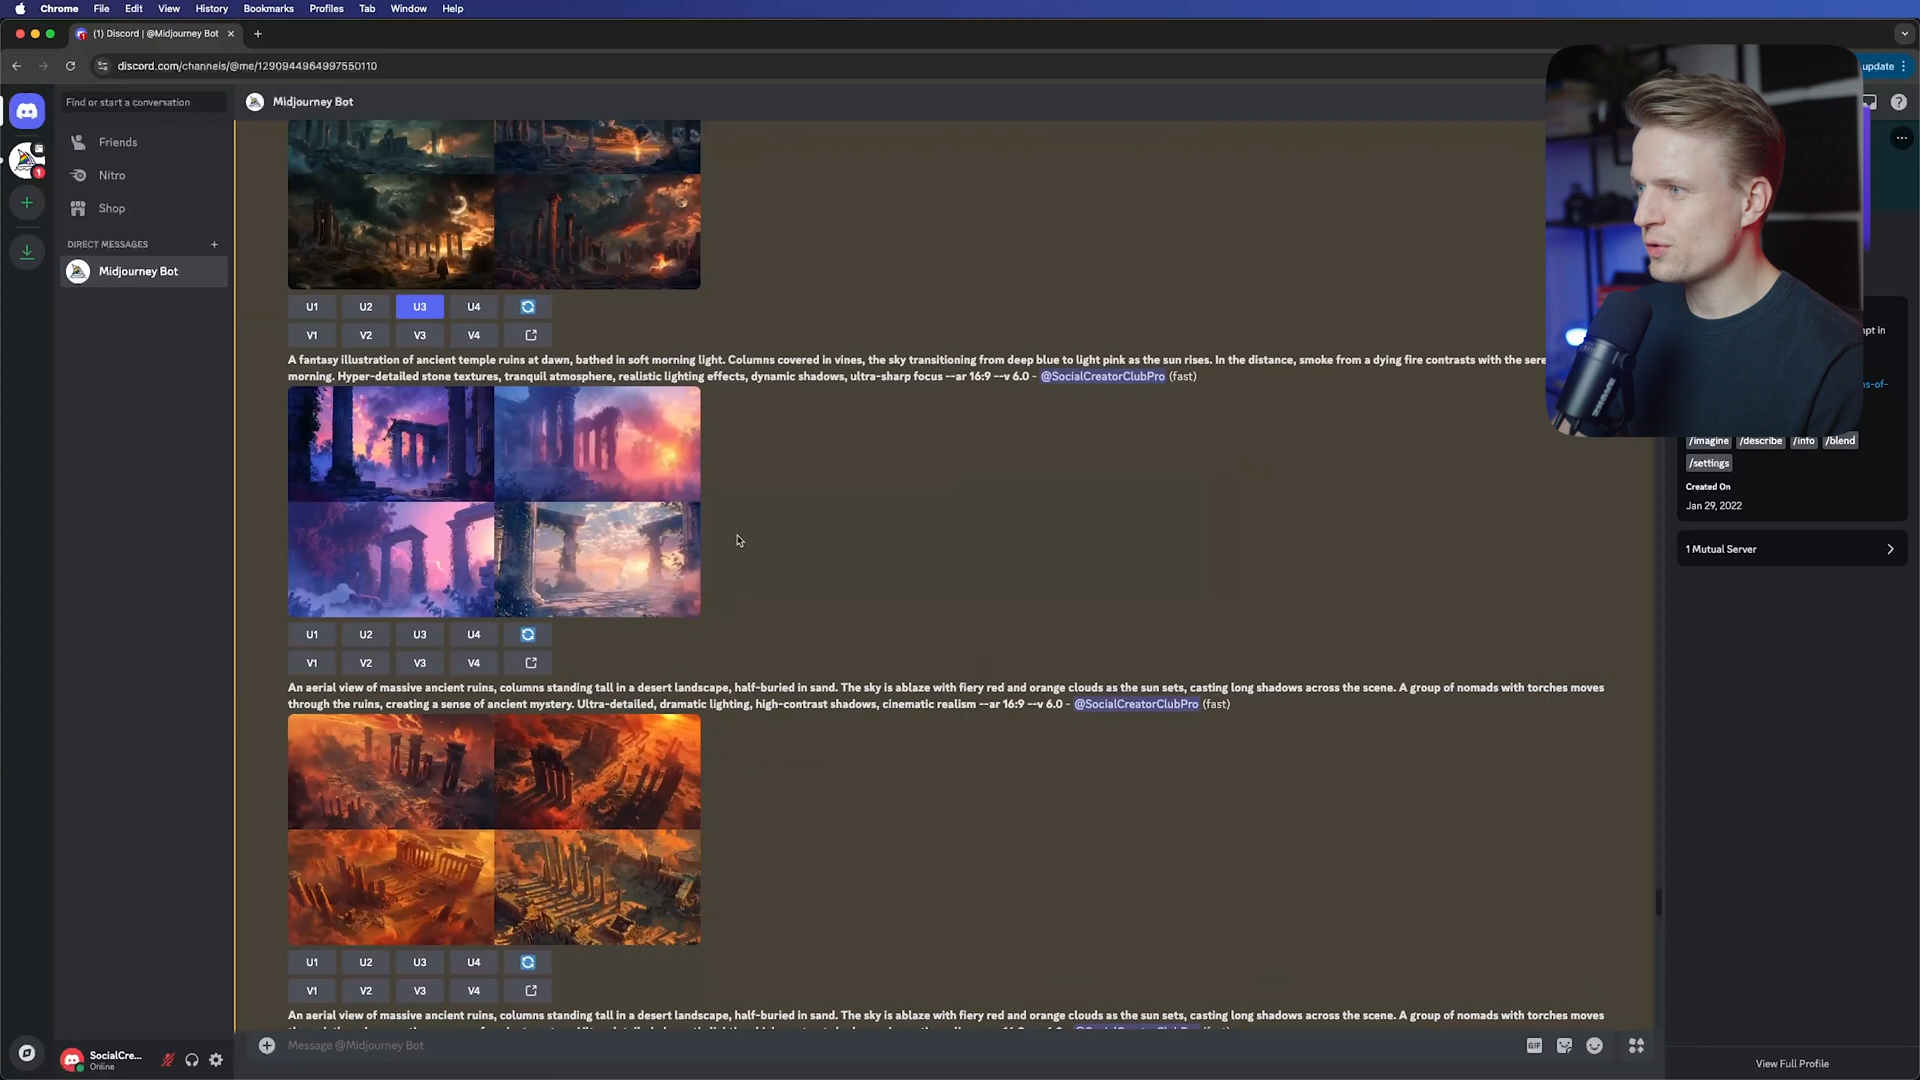 Chrome File Edit View History Bookmarks Profiles Tab Window Help
(1) Discord | @Midjourney Bot
discord.com/channels/@me/1290944964997550110
update
Find or start a conversation
Midjourney Bot
Friends
Nitro
Shop
DIRECT MESSAGES
Midjourney Bot
1
U1 U2 U3 U4
V1 V2 V3 V4
A fantasy illustration of ancient temple ruins at dawn, bathed in soft morning light. Columns covered in vines, the sky transitioning from deep blue to light pink as the sun rises. In the distance, smoke from a dying fire contrasts with the sere
morning. Hyper-detailed stone textures, tranquil atmosphere, realistic lighting effects, dynamic shadows, ultra-sharp focus --ar 16:9 --v 6.0 - @SocialCreatorClubPro (fast)
U1 U2 U3 U4
V1 V2 V3 V4
An aerial view of massive ancient ruins, columns standing tall in a desert landscape, half-buried in sand. The sky is ablaze with fiery red and orange clouds as the sun sets, casting long shadows across the scene. A group of nomads with torches moves
through the ruins, creating a sense of ancient mystery. Ultra-detailed, dramatic lighting, high-contrast shadows, cinematic realism --ar 16:9 --v 6.0 - @SocialCreatorClubPro (fast)
U1 U2 U3 U4
V1 V2 V3 V4
An aerial view of massive ancient ruins, columns standing tall in a desert landscape, half-buried in sand. The sky is ablaze with fiery red and orange clouds as the sun sets, casting long shadows across the scene. A group of nomads with torches moves
Message @Midjourney Bot
GIF
SocialCre...
Online
mpt in
ns-of-
/imagine /describe /info /blend
/settings
Created On
Jan 29, 2022
1 Mutual Server
View Full Profile